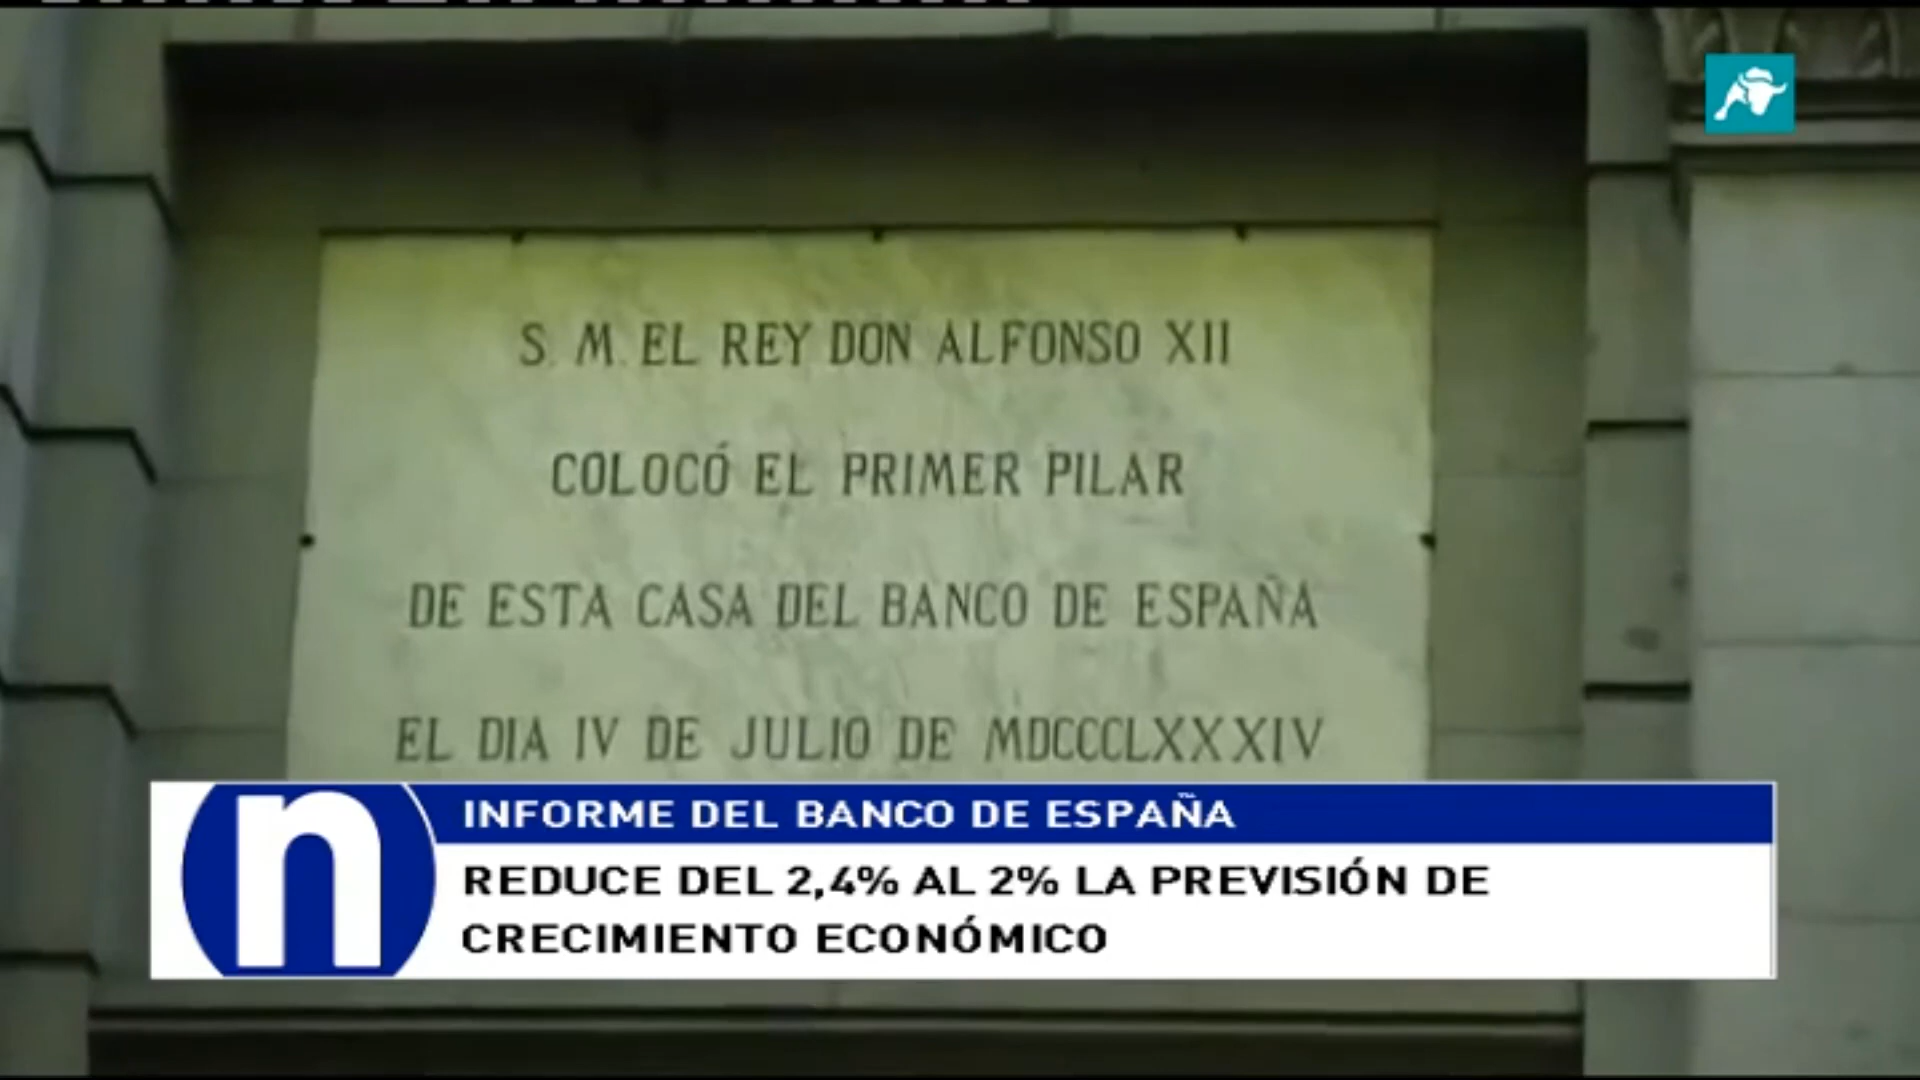 S. M. EL REY DON ALFONSO XII
COLOCÓ EL PRIMER PILAR
DE ESTA CASA DEL BANCO DE ESPAÑA
EL DIA IV DE JULIO DE MDCCCLXXXIV
n
INFORME DEL BANCO DE ESPAÑA
REDUCE DEL 2,4% AL 2% LA PREVISIÓN DE
CRECIMIENTO ECONÓMICO